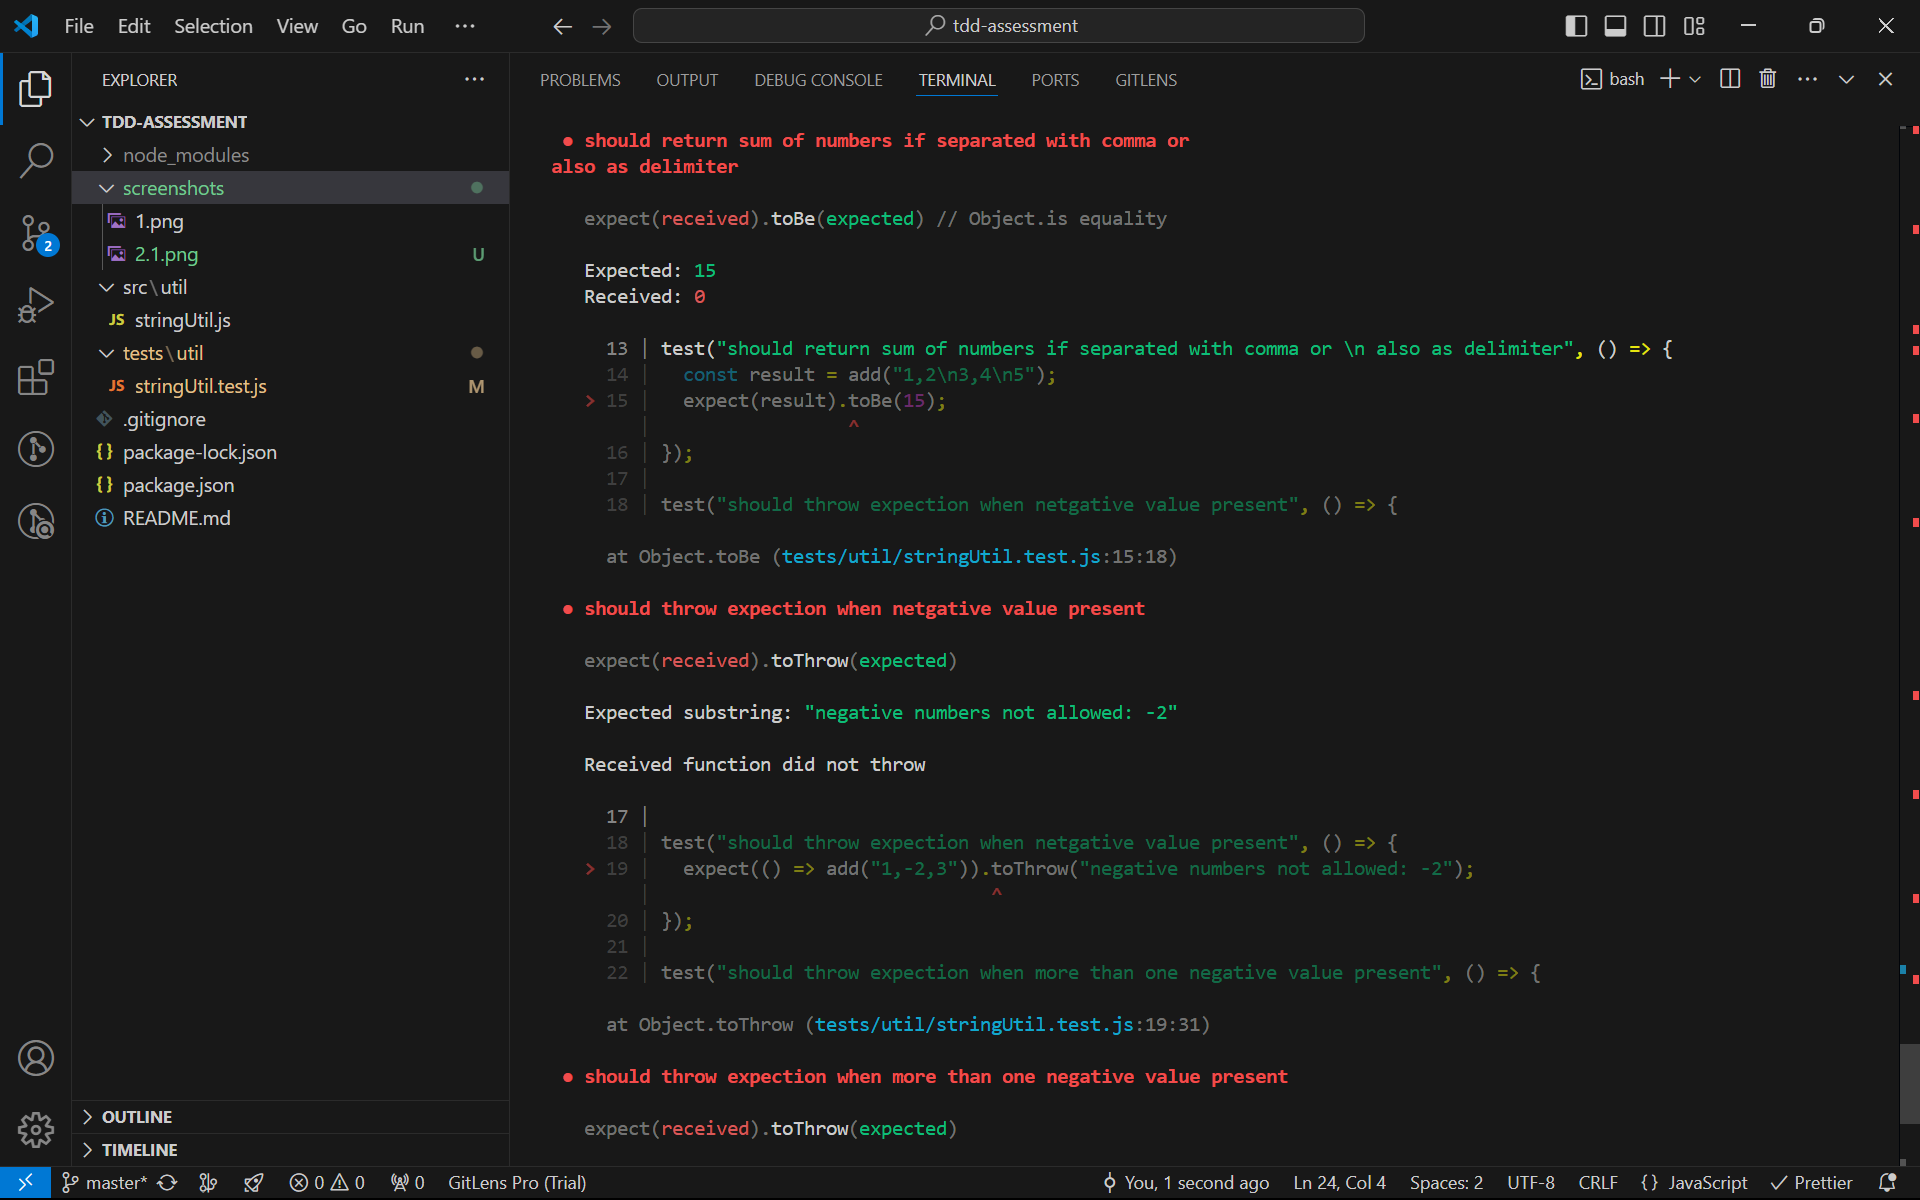 File Edit Selection View Go Run ···
tdd-assessment
EXPLORER ···
TDD-ASSESSMENT
node_modules
screenshots
1.png
2.1.png U
src\util
JS stringUtil.js
tests\util
JS stringUtil.test.js M
.gitignore
{} package-lock.json
{} package.json
README.md
OUTLINE
TIMELINE
2
PROBLEMS OUTPUT DEBUG CONSOLE TERMINAL PORTS GITLENS
bash
● should return sum of numbers if separated with comma or
also as delimiter
expect(received).toBe(expected) // Object.is equality
Expected: 15
Received: 0
13 | test("should return sum of numbers if separated with comma or \n also as delimiter", () => {
14 |   const result = add("1,2\n3,4\n5");
> 15 |   expect(result).toBe(15);
|                  ^
16 | });
17 |
18 | test("should throw expection when netgative value present", () => {
at Object.toBe (tests/util/stringUtil.test.js:15:18)
● should throw expection when netgative value present
expect(received).toThrow(expected)
Expected substring: "negative numbers not allowed: -2"
Received function did not throw
17 |
18 | test("should throw expection when netgative value present", () => {
> 19 |   expect(() => add("1,-2,3")).toThrow("negative numbers not allowed: -2");
|                               ^
20 | });
21 |
22 | test("should throw expection when more than one negative value present", () => {
at Object.toThrow (tests/util/stringUtil.test.js:19:31)
● should throw expection when more than one negative value present
expect(received).toThrow(expected)
master* 0 0 0 GitLens Pro (Trial) You, 1 second ago Ln 24, Col 4 Spaces: 2 UTF-8 CRLF {} JavaScript Prettier